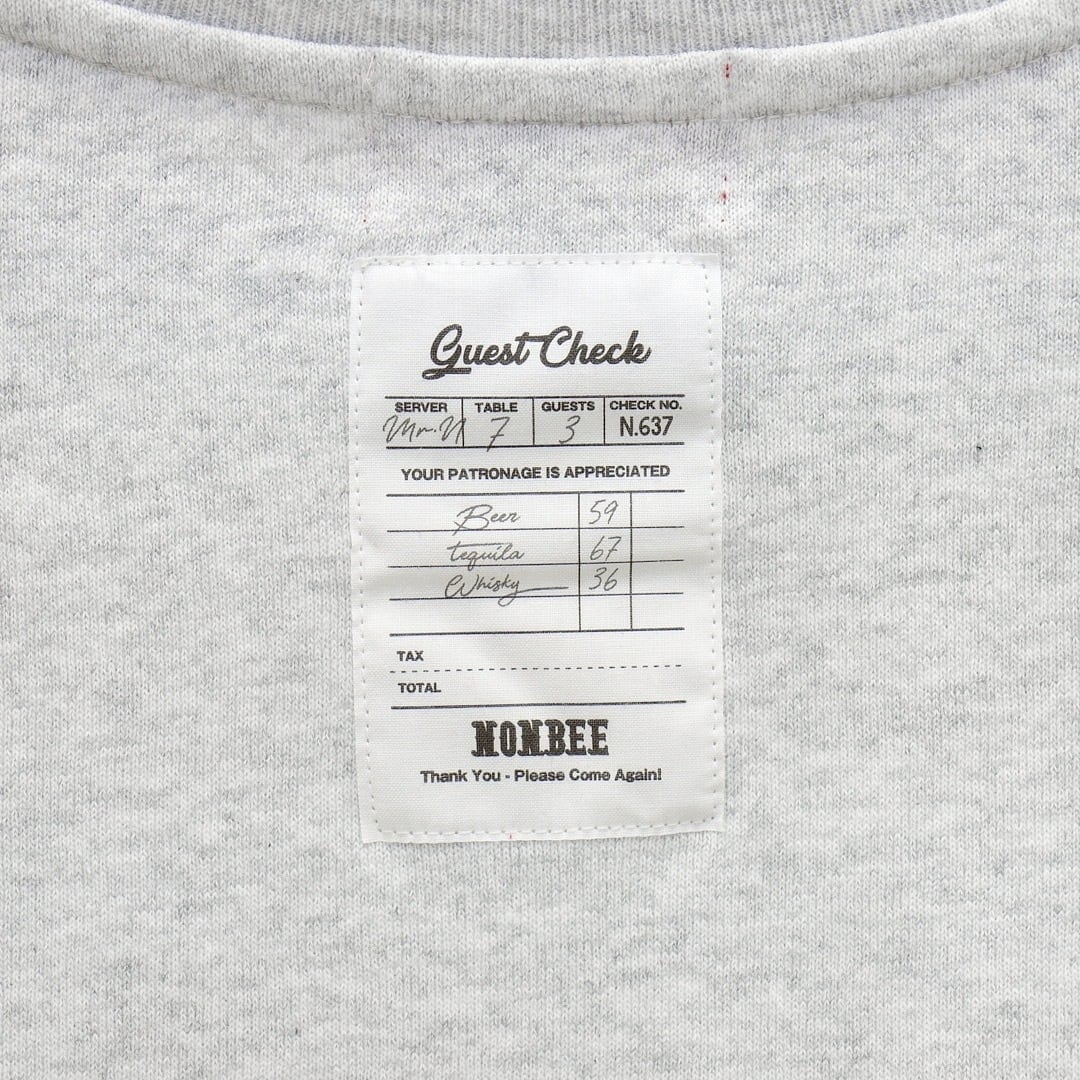 Guest Check
SERVER TABLE GUESTS CHECK NO.
Mr.N 7 3 N.637
YOUR PATRONAGE IS APPRECIATED
Beer 59
tequila 67
Whisky 36
TAX
TOTAL
NONBEE
Thank You - Please Come Again!